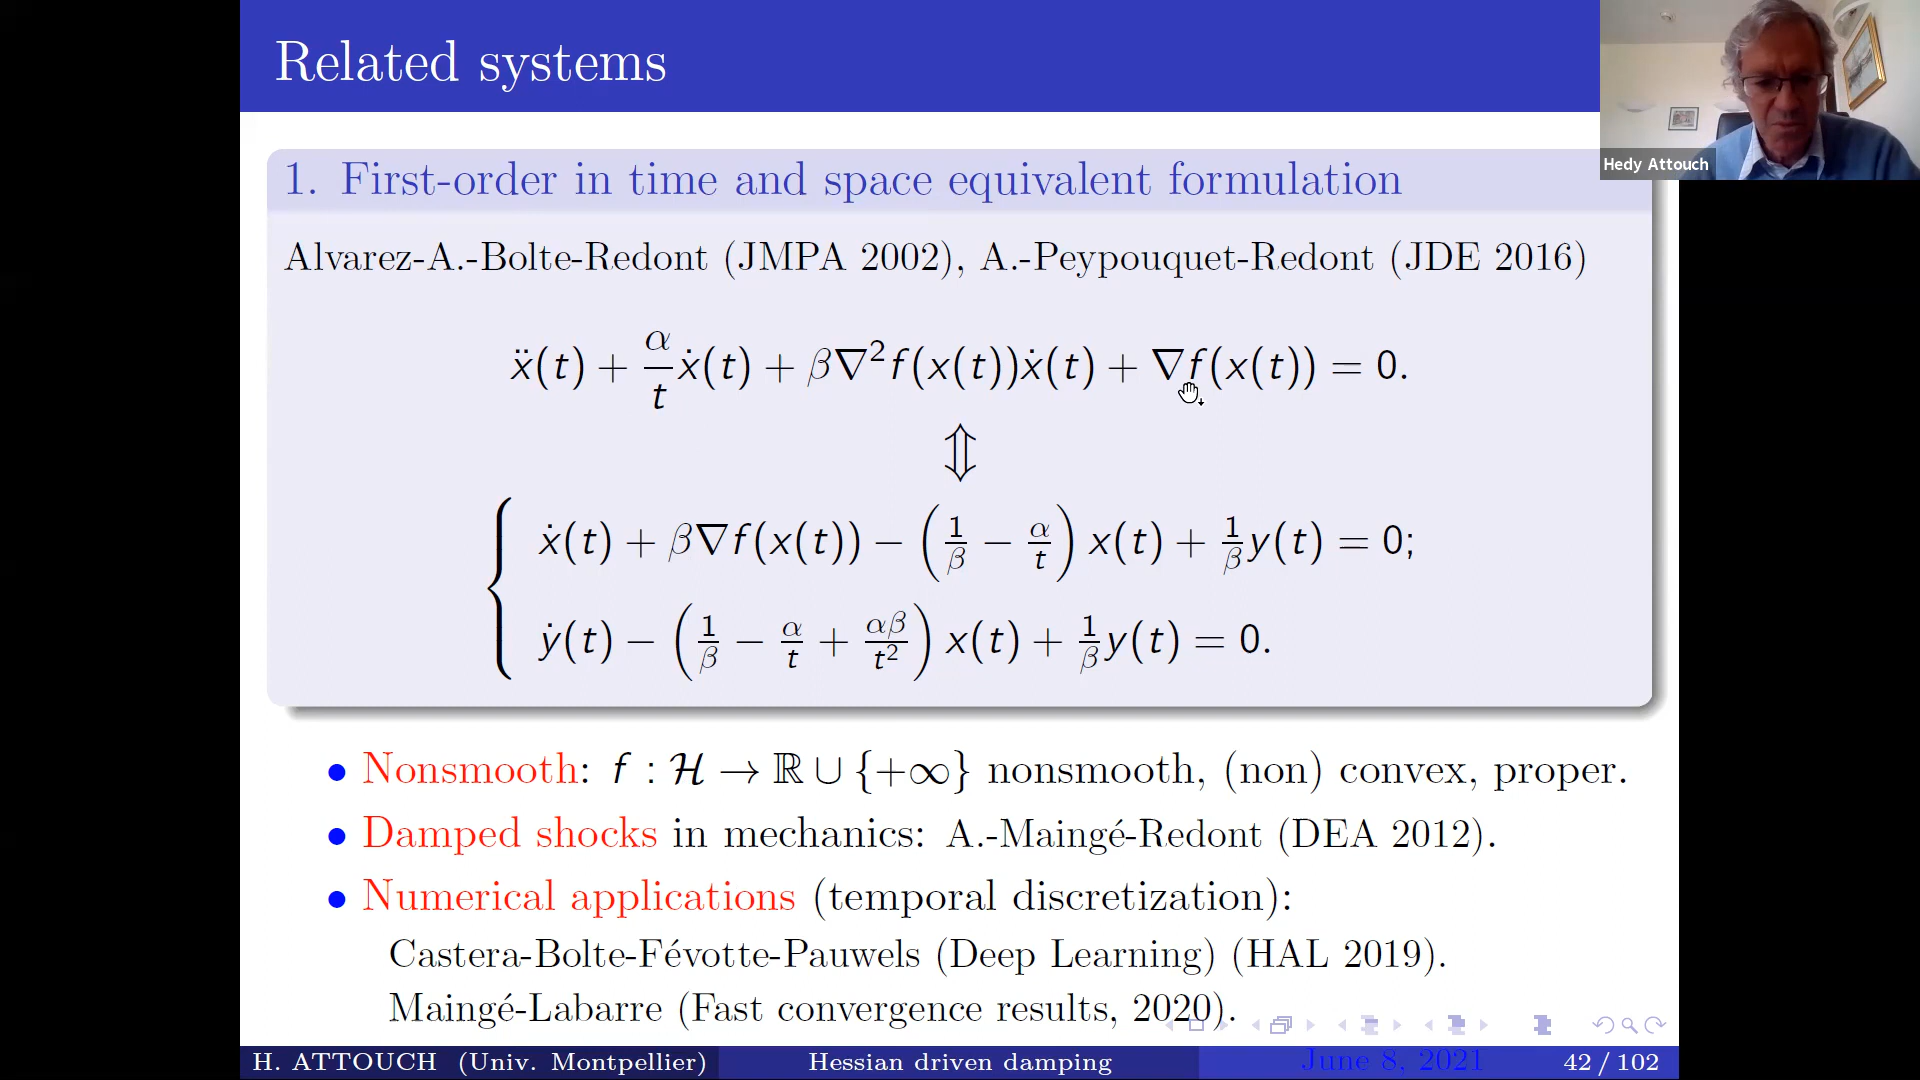 Related systems
Hedy Attouch
1. First-order in time and space equivalent formulation
Alvarez-A.-Bolte-Redont (JMPA 2002), A.-Peypouquet-Redont (JDE 2016)
ẍ(t) + α/t ẋ(t) + β∇²f(x(t))ẋ(t) + ∇f(x(t)) = 0.
⇕
ẋ(t) + β∇f(x(t)) − (1/β − α/t) x(t) + 1/β y(t) = 0;
ẏ(t) − (1/β − α/t + αβ/t²) x(t) + 1/β y(t) = 0.
• Nonsmooth: f : ℋ → ℝ ∪ {+∞} nonsmooth, (non) convex, proper.
• Damped shocks in mechanics: A.-Maingé-Redont (DEA 2012).
• Numerical applications (temporal discretization):
Castera-Bolte-Févotte-Pauwels (Deep Learning) (HAL 2019).
Maingé-Labarre (Fast convergence results, 2020).
H. ATTOUCH (Univ. Montpellier) Hessian driven damping June 8, 2021 42 / 102